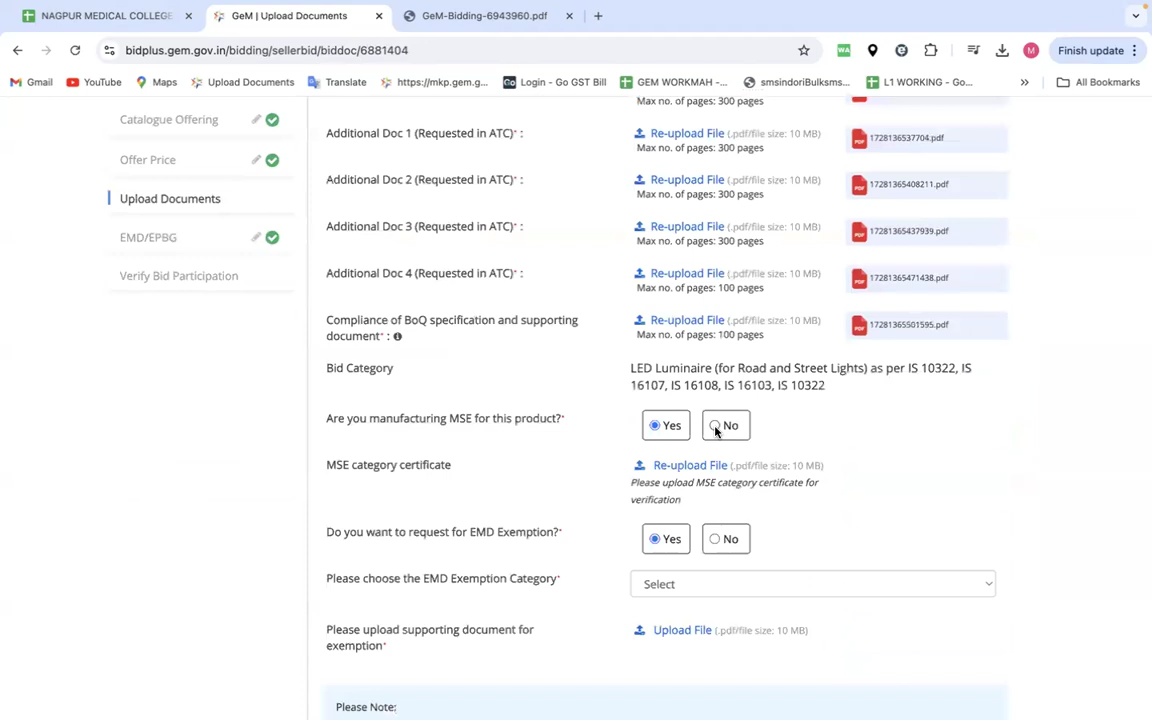 NAGPUR MEDICAL COLLEGE
GeM | Upload Documents
GeM-Bidding-6943960.pdf
bidplus.gem.gov.in/bidding/sellerbid/biddoc/6881404
WA
M
Finish update
Gmail
YouTube
Maps
Upload Documents
Translate
https://mkp.gem.g...
Login - Go GST Bill
GEM WORKMAH -...
smsindoriBulksms...
L1 WORKING - Go...
»
All Bookmarks
Catalogue Offering
Offer Price
Upload Documents
EMD/EPBG
Verify Bid Participation
Max no. of pages: 300 pages
Additional Doc 1 (Requested in ATC)* :
Re-upload File (.pdf/file size: 10 MB)
Max no. of pages: 300 pages
PDF
1728136537704.pdf
Additional Doc 2 (Requested in ATC)* :
Re-upload File (.pdf/file size: 10 MB)
Max no. of pages: 300 pages
PDF
17281365408211.pdf
Additional Doc 3 (Requested in ATC)* :
Re-upload File (.pdf/file size: 10 MB)
Max no. of pages: 300 pages
PDF
17281365437939.pdf
Additional Doc 4 (Requested in ATC)* :
Re-upload File (.pdf/file size: 10 MB)
Max no. of pages: 100 pages
PDF
17281365471438.pdf
Compliance of BoQ specification and supporting
document* :
Re-upload File (.pdf/file size: 10 MB)
Max no. of pages: 100 pages
PDF
17281365501595.pdf
Bid Category
LED Luminaire (for Road and Street Lights) as per IS 10322, IS
16107, IS 16108, IS 16103, IS 10322
Are you manufacturing MSE for this product?*
Yes
No
MSE category certificate
Re-upload File (.pdf/file size: 10 MB)
Please upload MSE category certificate for
verification
Do you want to request for EMD Exemption?*
Yes
No
Please choose the EMD Exemption Category*
Select
Please upload supporting document for
exemption*
Upload File (.pdf/file size: 10 MB)
Please Note: